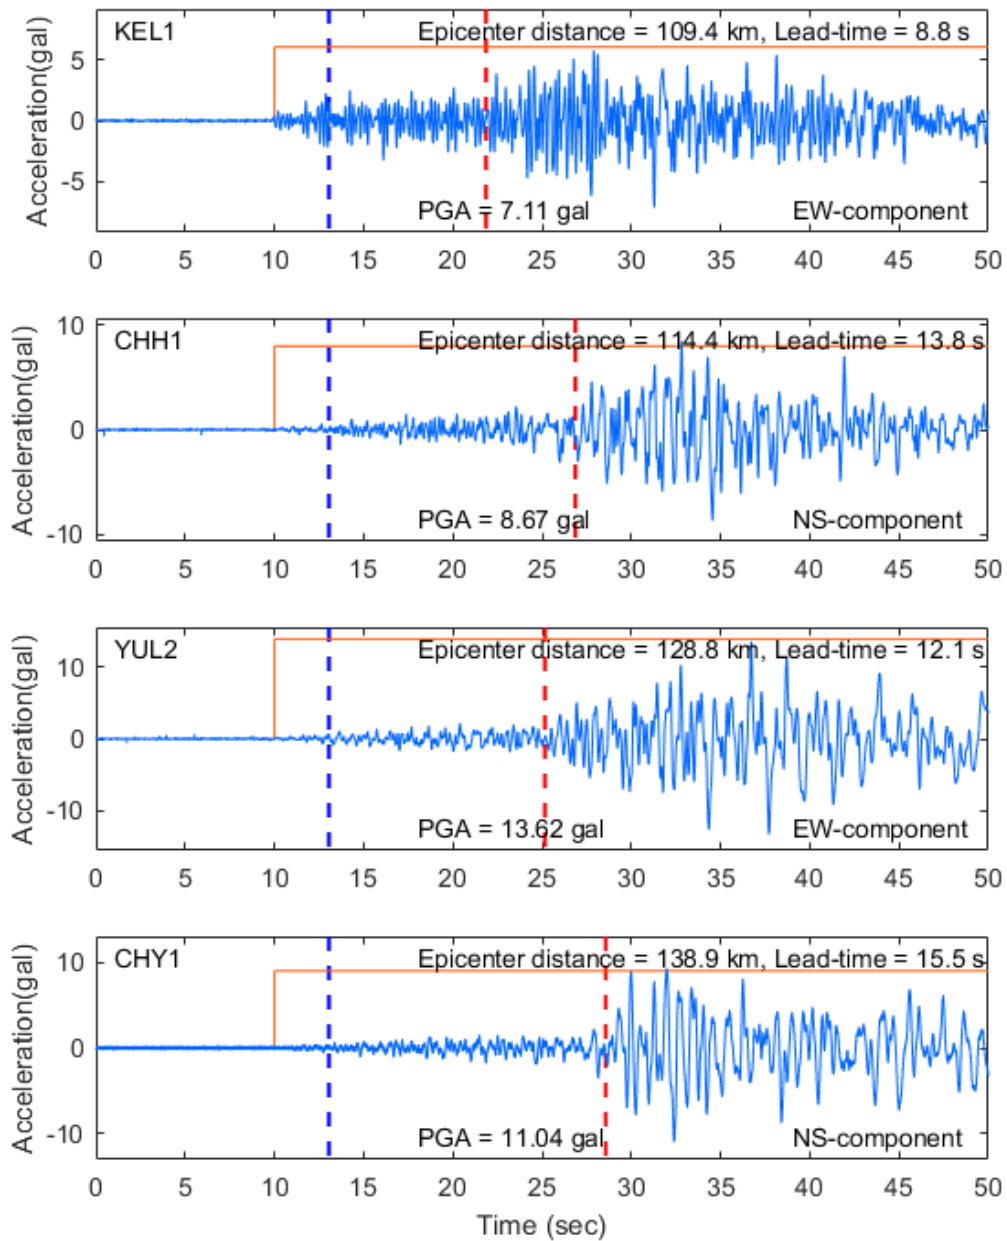 KEL1 Epicenter distance = 109.4 km, Lead-time = 8.8 s
Acceleration(gal)
5
0
-5
PGA = 7.11 gal EW-component
0 5 10 15 20 25 30 35 40 45 50
10
CHH1 Epicenter distance = 114.4 km, Lead-time = 13.8 s
Acceleration(gal)
0
PGA = 8.67 gal NS-component
-10
0 5 10 15 20 25 30 35 40 45 50
YUL2 Epicenter distance = 128.8 km, Lead-time = 12.1 s
Acceleration(gal)
10
0
-10
PGA = 13.62 gal EW-component
0 5 10 15 20 25 30 35 40 45 50
CHY1 Epicenter distance = 138.9 km, Lead-time = 15.5 s
Acceleration(gal)
10
0
-10
PGA = 11.04 gal NS-component
0 5 10 15 20 25 30 35 40 45 50
Time (sec)